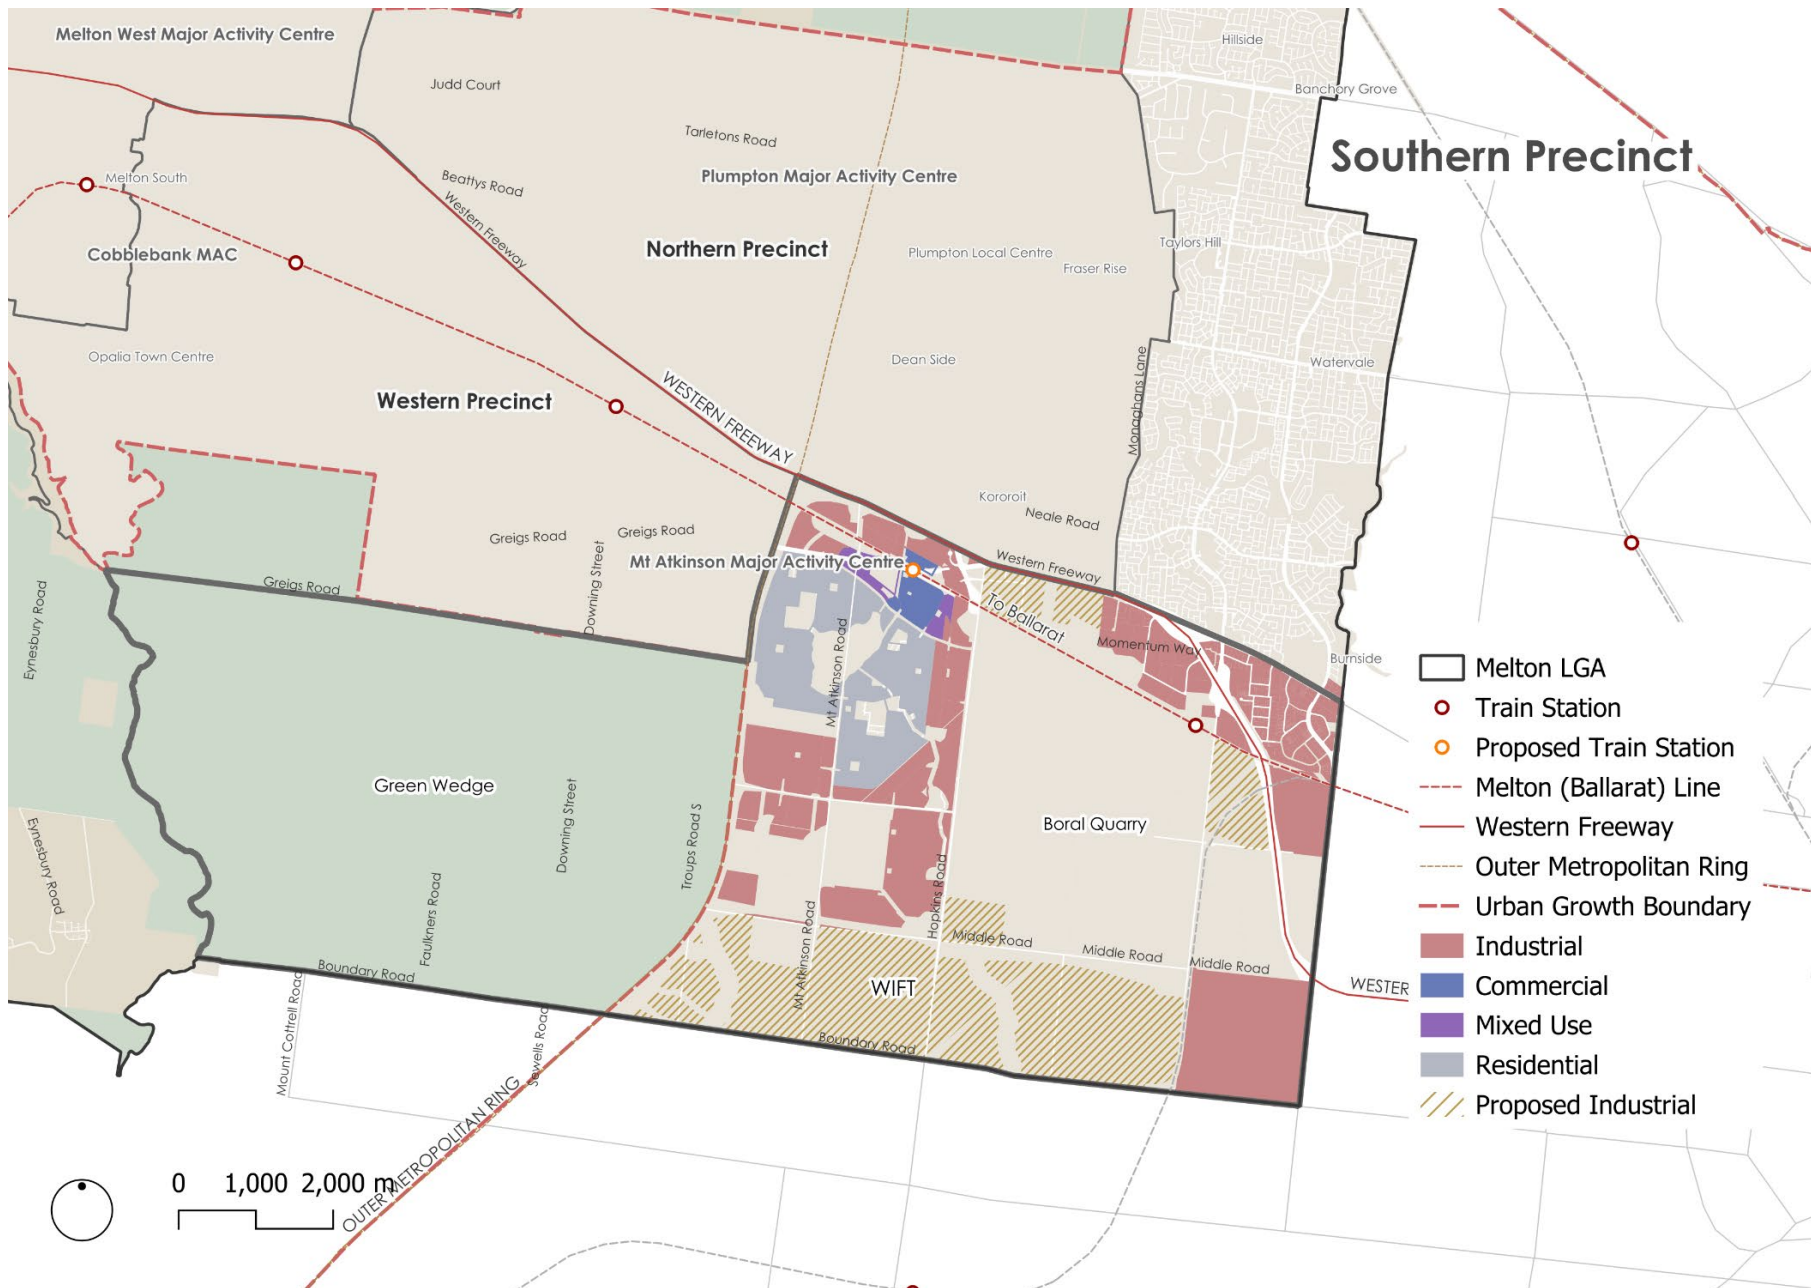 Melton West Major Activity Centre
Hillside
Judd Court
Banchory Grove
Tarletons Road
Southern Precinct
Melton South
Beattys Road
Plumpton Major Activity Centre
Western Freeway
Cobblebank MAC
Northern Precinct
Plumpton Local Centre
Taylors Hill
Fraser Rise
Opalia Town Centre
Dean Side
Watervale
Monaghans Lane
Western Precinct
WESTERN FREEWAY
Kororoit
Neale Road
Greigs Road
Greigs Road
Mt Atkinson Major Activity Centre
Western Freeway
Greigs Road
Downing Street
To Ballarat
Eynesbury Road
Momentum Way
Burnside
Mt Atkinson Road
Green Wedge
Downing Street
Troups Road S
Boral Quarry
Eynesbury Road
Faulkners Road
Hopkins Road
Mt Atkinson Road
Middle Road
Middle Road
Middle Road
Boundary Road
WIFT
WESTER
Mount Cottrell Road
Sewells Road
Boundary Road
OUTER METROPOLITAN RING
Melton LGA
Train Station
Proposed Train Station
Melton (Ballarat) Line
Western Freeway
Outer Metropolitan Ring
Urban Growth Boundary
Industrial
Commercial
Mixed Use
Residential
Proposed Industrial
0 1,000 2,000 m